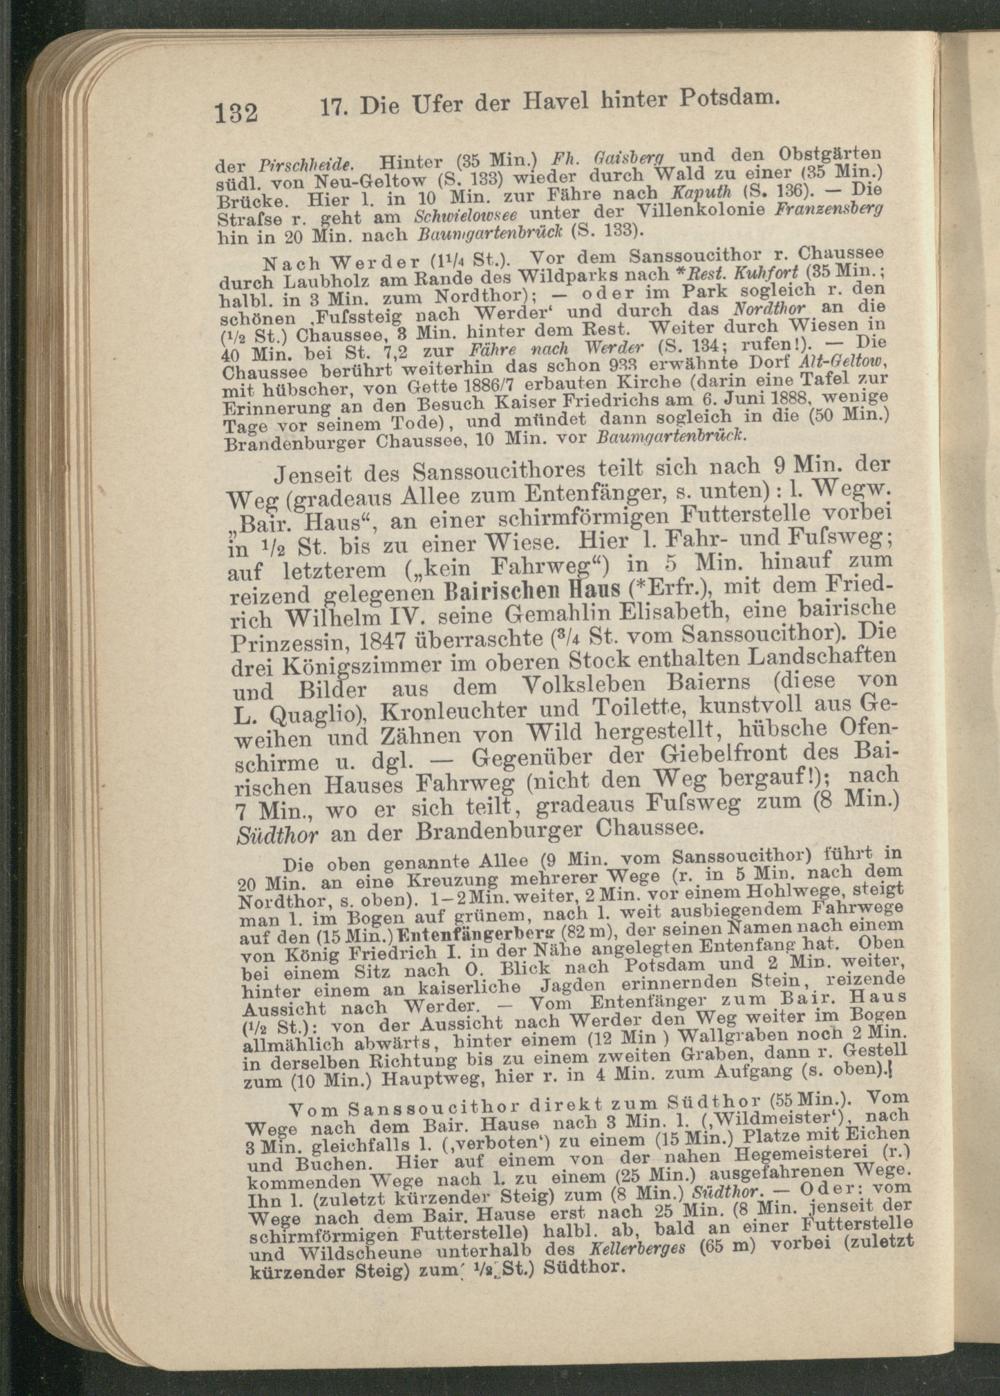 132 17. Die Ufer der Havel hinter Potsdam.
der Pirschheide. Hinter (35 Min.) Fh. Gaisberg und den Obstgärten
südl. von Neu-Geltow (S. 133) wieder durch Wald zu einer (35 Min.)
Brücke. Hier l. in 10 Min. zur Fähre nach Kaputh (S. 136). — Die
Straſse r. geht am Schwielowsee unter der Villenkolonie Franzensberg
hin in 20 Min. nach Baumgartenbrück (S. 133).
Nach Werder (1¹/₄ St.). Vor dem Sanssoucithor r. Chaussee
durch Laubholz am Rande des Wildparks nach *Rest. Kuhfort (35 Min.;
halbl. in 3 Min. zum Nordthor); — oder im Park sogleich r. den
schönen ‚Fufssteig nach Werder‘ und durch das Nordthor an die
(¹/₂ St.) Chaussee, 3 Min. hinter dem Rest. Weiter durch Wiesen in
40 Min. bei St. 7,2 zur Fähre nach Werder (S. 134; rufen!). — Die
Chaussee berührt weiterhin das schon 933 erwähnte Dorf Alt-Geltow,
mit hübscher, von Gette 1886/7 erbauten Kirche (darin eine Tafel zur
Erinnerung an den Besuch Kaiser Friedrichs am 6. Juni 1888, wenige
Tage vor seinem Tode), und mündet dann sogleich in die (50 Min.)
Brandenburger Chaussee, 10 Min. vor Baumgartenbrück.
Jenseit des Sanssoucithores teilt sich nach 9 Min. der
Weg (gradeaus Allee zum Entenfänger, s. unten): l. Wegw.
„Bair. Haus“, an einer schirmförmigen Futterstelle vorbei
in ¹/₂ St. bis zu einer Wiese. Hier l. Fahr- und Fuſsweg;
auf letzterem („kein Fahrweg“) in 5 Min. hinauf zum
reizend gelegenen Bairischen Haus (*Erfr.), mit dem Fried-
rich Wilhelm IV. seine Gemahlin Elisabeth, eine bairische
Prinzessin, 1847 überraschte (³/₄ St. vom Sanssoucithor). Die
drei Königszimmer im oberen Stock enthalten Landschaften
und Bilder aus dem Volksleben Baierns (diese von
L. Quaglio), Kronleuchter und Toilette, kunstvoll aus Ge-
weihen und Zähnen von Wild hergestellt, hübsche Ofen-
schirme u. dgl. — Gegenüber der Giebelfront des Bai-
rischen Hauses Fahrweg (nicht den Weg bergauf!); nach
7 Min., wo er sich teilt, gradeaus Fuſsweg zum (8 Min.)
Südthor an der Brandenburger Chaussee.
Die oben genannte Allee (9 Min. vom Sanssoucithor) führt in
20 Min. an eine Kreuzung mehrerer Wege (r. in 5 Min. nach dem
Nordthor, s. oben). 1–2 Min. weiter, 2 Min. vor einem Hohlwege, steigt
man l. im Bogen auf grünem, nach l. weit ausbiegendem Fahrwege
auf den (15 Min.) Entenfängerberg (82 m), der seinen Namen nach einem
von König Friedrich I. in der Nähe angelegten Entenfang hat. Oben
bei einem Sitz nach O. Blick nach Potsdam und 2 Min. weiter,
hinter einem an kaiserliche Jagden erinnernden Stein, reizende
Aussicht nach Werder. — Vom Entenfänger zum Bair. Haus
(¹/₂ St.): von der Aussicht nach Werder den Weg weiter im Bogen
allmählich abwärts, hinter einem (12 Min ) Wallgraben noch 2 Min.
in derselben Richtung bis zu einem zweiten Graben, dann r. Gestell
zum (10 Min.) Hauptweg, hier r. in 4 Min. zum Aufgang (s. oben).
Vom Sanssoucithor direkt zum Südthor (55 Min.). Vom
Wege nach dem Bair. Hause nach 3 Min. l. (‚Wildmeister‘), nach
3 Min. gleichfalls l. (‚verboten‘) zu einem (15 Min.) Platze mit Eichen
und Buchen. Hier auf einem von der nahen Hegemeisterei (r.)
kommenden Wege nach l. zu einem (25 Min.) ausgefahrenen Wege.
Ihn l. (zuletzt kürzender Steig) zum (8 Min.) Südthor. — Oder: vom
Wege nach dem Bair. Hause erst nach 25 Min. (8 Min. jenseit der
schirmförmigen Futterstelle) halbl. ab, bald an einer Futterstelle
und Wildscheune unterhalb des Kellerberges (65 m) vorbei (zuletzt
kürzender Steig) zum ¹/₂ St.) Südthor.